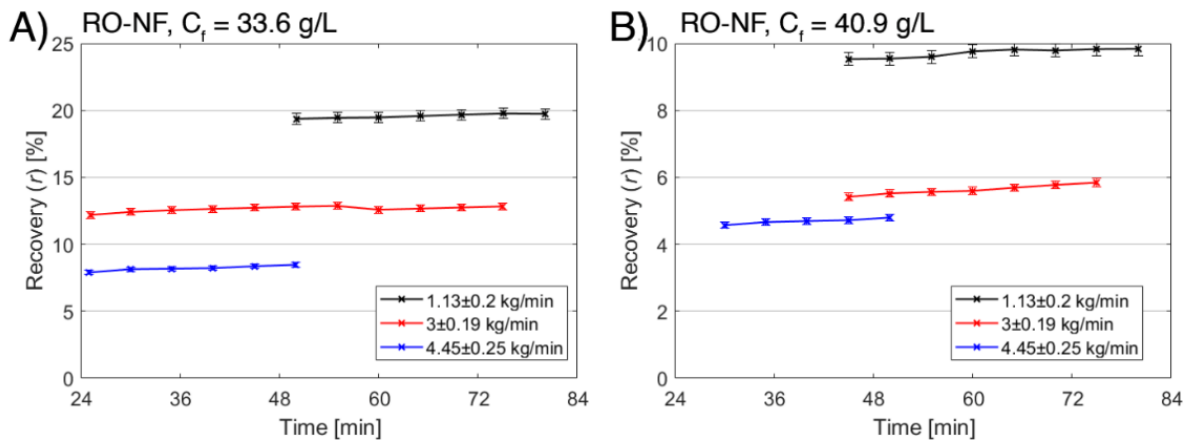 A) RO-NF, C_f = 33.6 g/L
Recovery (r) [%]
25
20
15
10
5
0
1.13±0.2 kg/min
3±0.19 kg/min
4.45±0.25 kg/min
24 36 48 60 72 84
Time [min]
B) RO-NF, C_f = 40.9 g/L
Recovery (r) [%]
10
8
6
4
2
0
1.13±0.2 kg/min
3±0.19 kg/min
4.45±0.25 kg/min
24 36 48 60 72 84
Time [min]